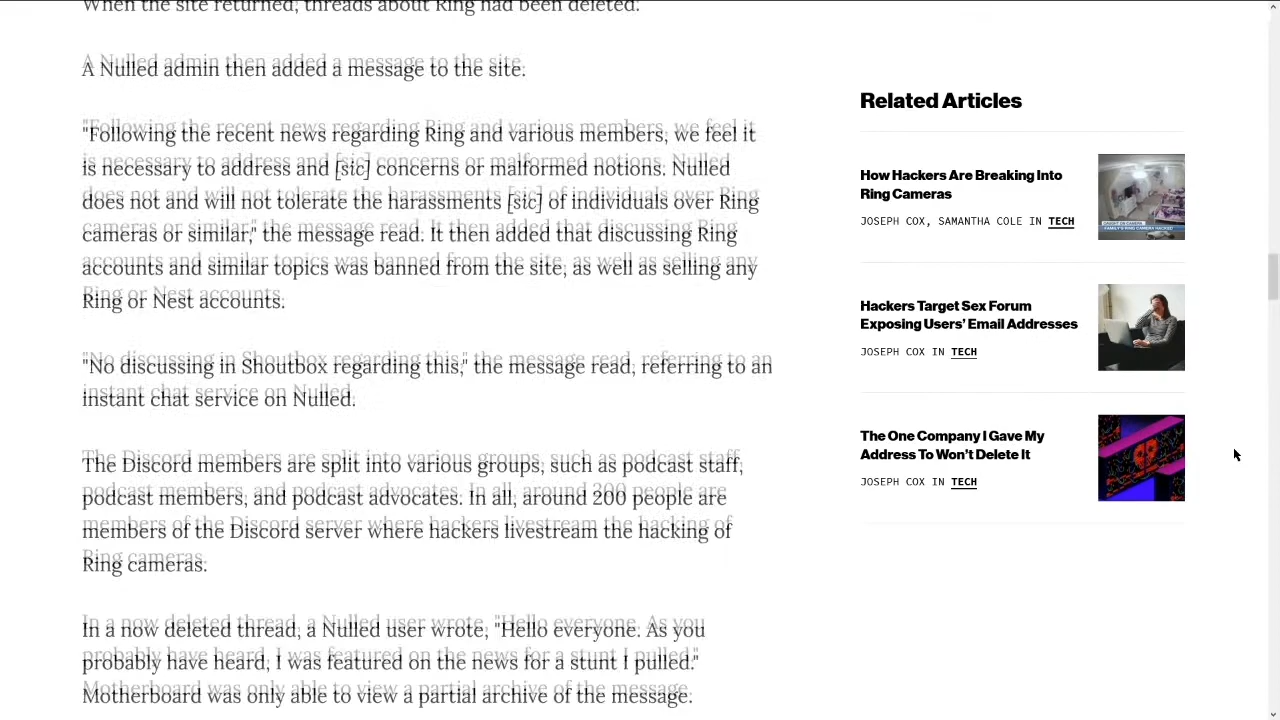 When the site returned, threads about Ring had been deleted.
A Nulled admin then added a message to the site.
"Following the recent news regarding Ring and various members, we feel it
is necessary to address and [sic] concerns or malformed notions. Nulled
does not and will not tolerate the harassments [sic] of individuals over Ring
cameras or similar," the message read. It then added that discussing Ring
accounts and similar topics was banned from the site, as well as selling any
Ring or Nest accounts.
"No discussing in Shoutbox regarding this," the message read, referring to an
instant chat service on Nulled.
The Discord members are split into various groups, such as podcast staff,
podcast members, and podcast advocates. In all, around 200 people are
members of the Discord server where hackers livestream the hacking of
Ring cameras.
In a now deleted thread, a Nulled user wrote, "Hello everyone. As you
probably have heard, I was featured on the news for a stunt I pulled."
Motherboard was only able to view a partial archive of the message.
Related Articles
How Hackers Are Breaking Into
Ring Cameras
JOSEPH COX, SAMANTHA COLE IN TECH
Hackers Target Sex Forum
Exposing Users' Email Addresses
JOSEPH COX IN TECH
The One Company I Gave My
Address To Won't Delete It
JOSEPH COX IN TECH